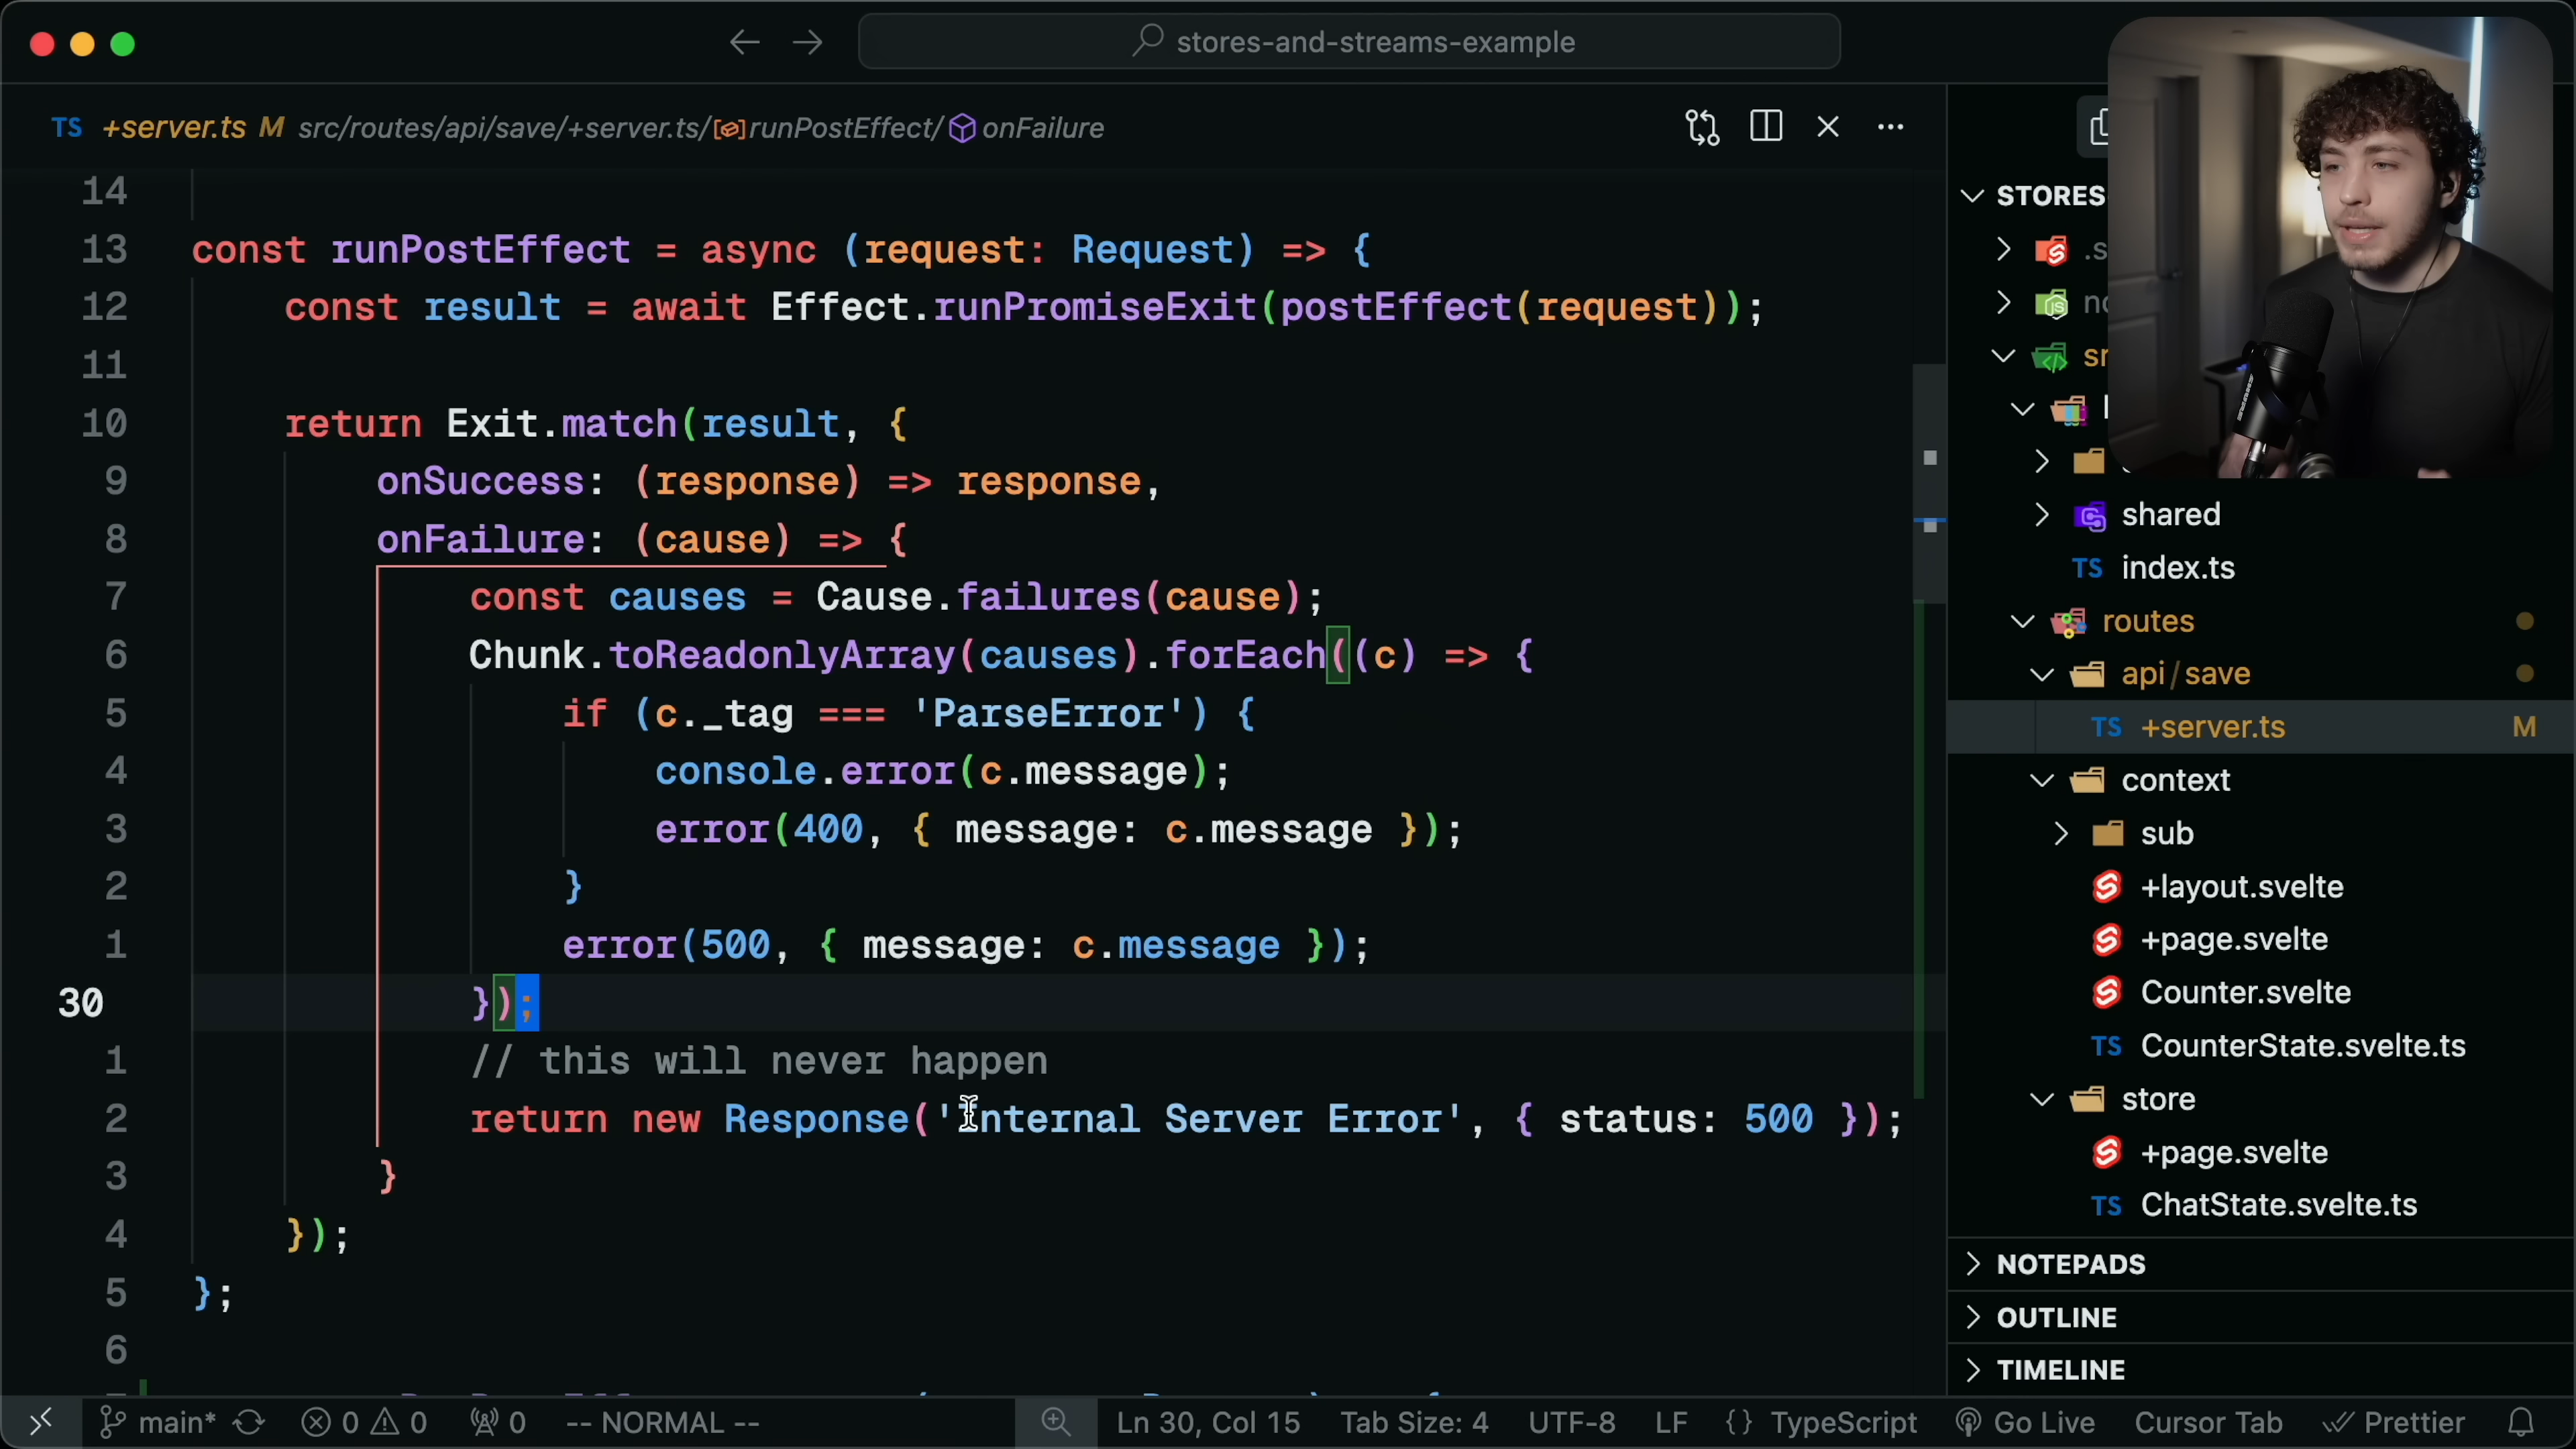 stores-and-streams-example
TS +server.ts M src/routes/api/save/+server.ts/ runPostEffect/ onFailure
14
13 const runPostEffect = async (request: Request) => {
12 const result = await Effect.runPromiseExit(postEffect(request));
11
10 return Exit.match(result, {
9 onSuccess: (response) => response,
8 onFailure: (cause) => {
7 const causes = Cause.failures(cause);
6 Chunk.toReadonlyArray(causes).forEach((c) => {
5 if (c._tag === 'ParseError') {
4 console.error(c.message);
3 error(400, { message: c.message });
2 }
1 error(500, { message: c.message });
30 });
1 // this will never happen
2 return new Response('Internal Server Error', { status: 500 });
3 }
4 });
5 };
6
STORES
.s
sr
shared
TS index.ts
routes
api/save
TS +server.ts M
context
sub
+layout.svelte
+page.svelte
Counter.svelte
TS CounterState.svelte.ts
store
+page.svelte
TS ChatState.svelte.ts
NOTEPADS
OUTLINE
TIMELINE
main* 0 0 0 -- NORMAL -- Ln 30, Col 15 Tab Size: 4 UTF-8 LF {} TypeScript Go Live Cursor Tab Prettier